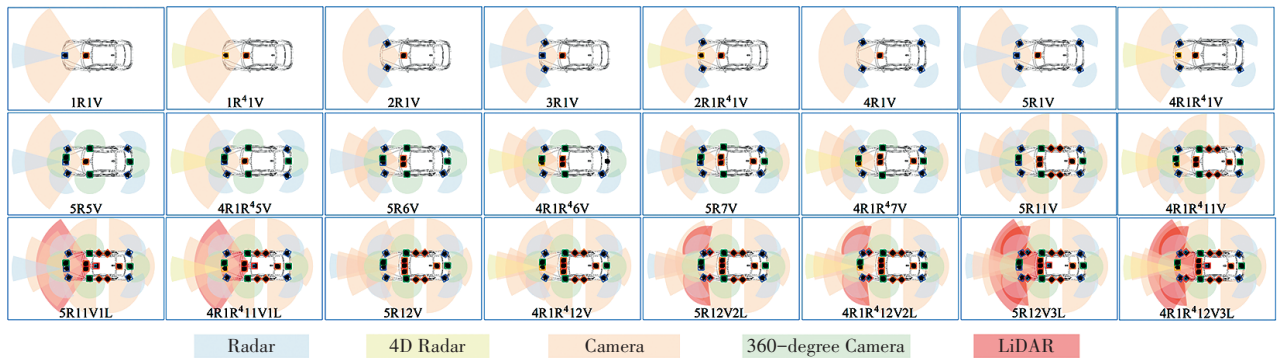 1R1V 1R⁴1V 2R1V 3R1V 2R1R⁴1V 4R1V 5R1V 4R1R⁴1V
5R5V 4R1R⁴5V 5R6V 4R1R⁴6V 5R7V 4R1R⁴7V 5R11V 4R1R⁴11V
5R11V1L 4R1R⁴11V1L 5R12V 4R1R⁴12V 5R12V2L 4R1R⁴12V2L 5R12V3L 4R1R⁴12V3L
Radar 4D Radar Camera 360-degree Camera LiDAR